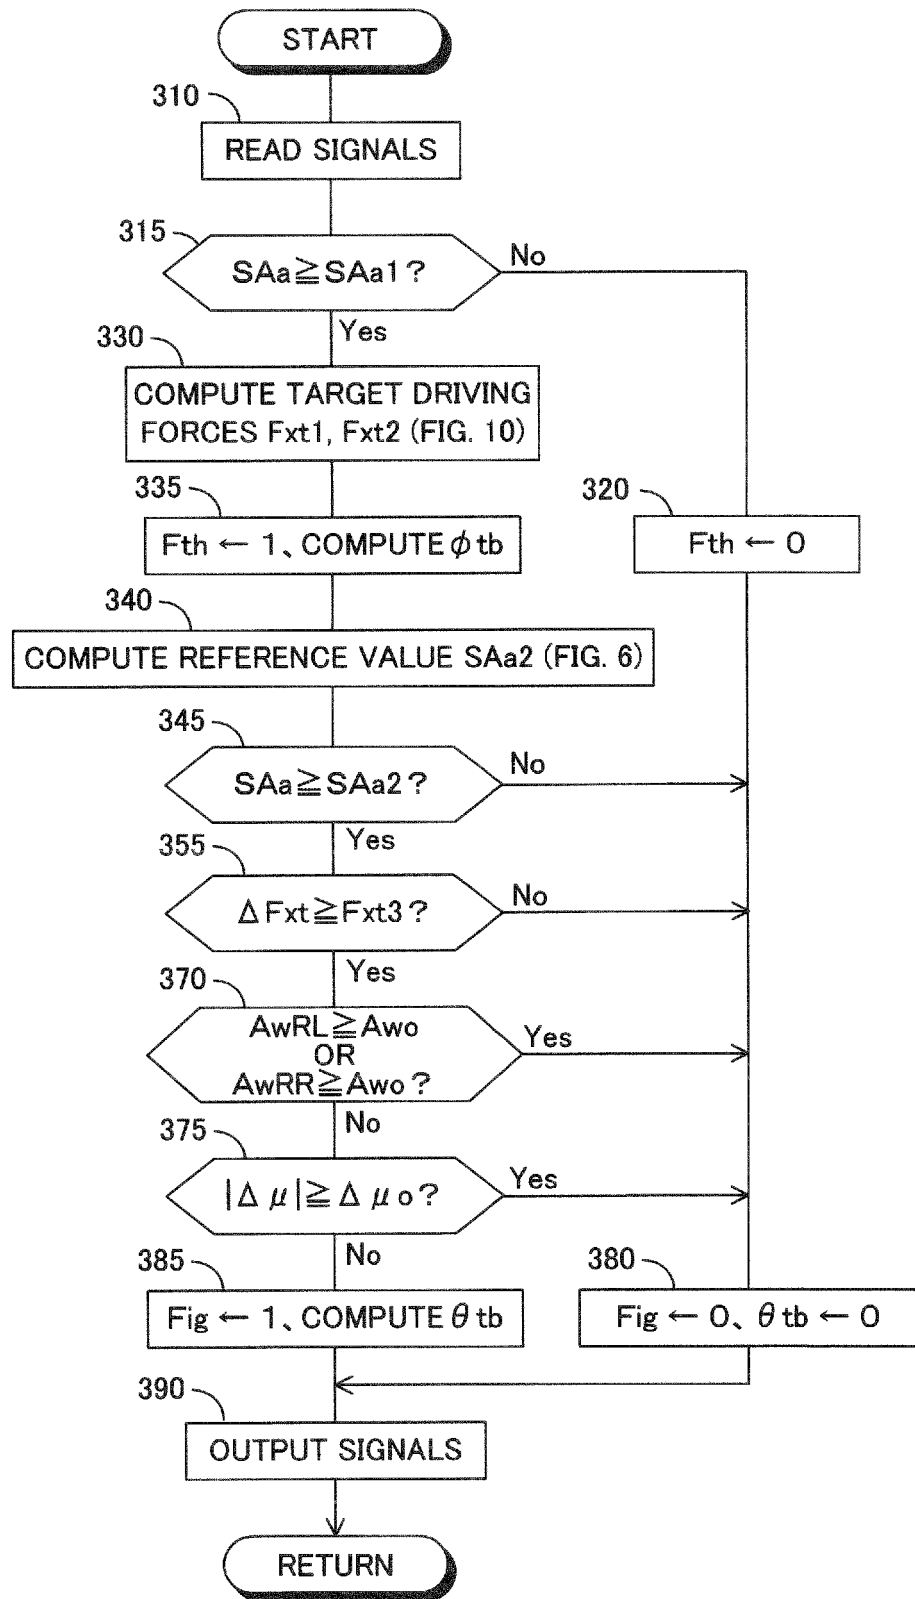 START
310
READ SIGNALS
315
SAa≧SAa1?
No
Yes
330
COMPUTE TARGET DRIVING
FORCES Fxt1, Fxt2 (FIG. 10)
335
Fth ← 1、COMPUTE φtb
320
Fth ← 0
340
COMPUTE REFERENCE VALUE SAa2 (FIG. 6)
345
SAa≧SAa2?
No
Yes
355
ΔFxt≧Fxt3?
No
Yes
370
AwRL≧Awo
OR
AwRR≧Awo?
Yes
No
375
|Δμ|≧Δμo?
Yes
No
385
Fig ← 1、COMPUTE θtb
380
Fig ← 0、θtb ← 0
390
OUTPUT SIGNALS
RETURN